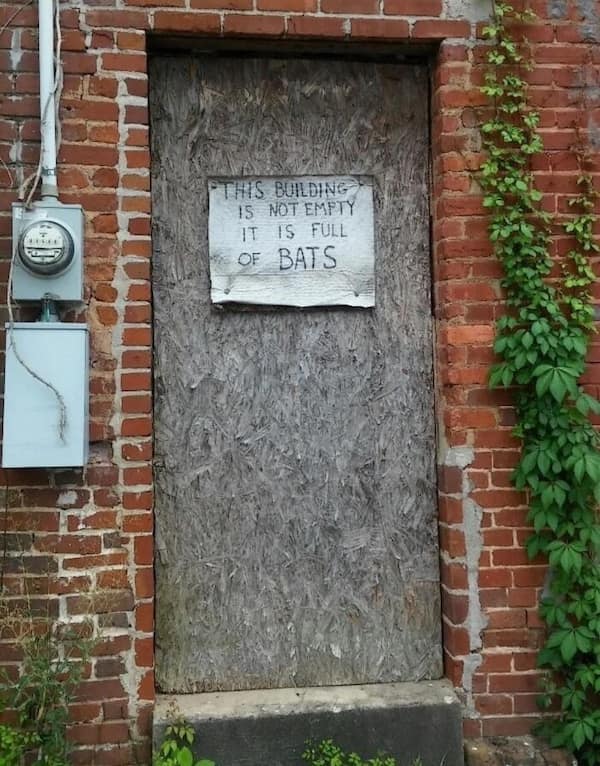 THIS BUILDING
IS NOT EMPTY
IT IS FULL
OF BATS